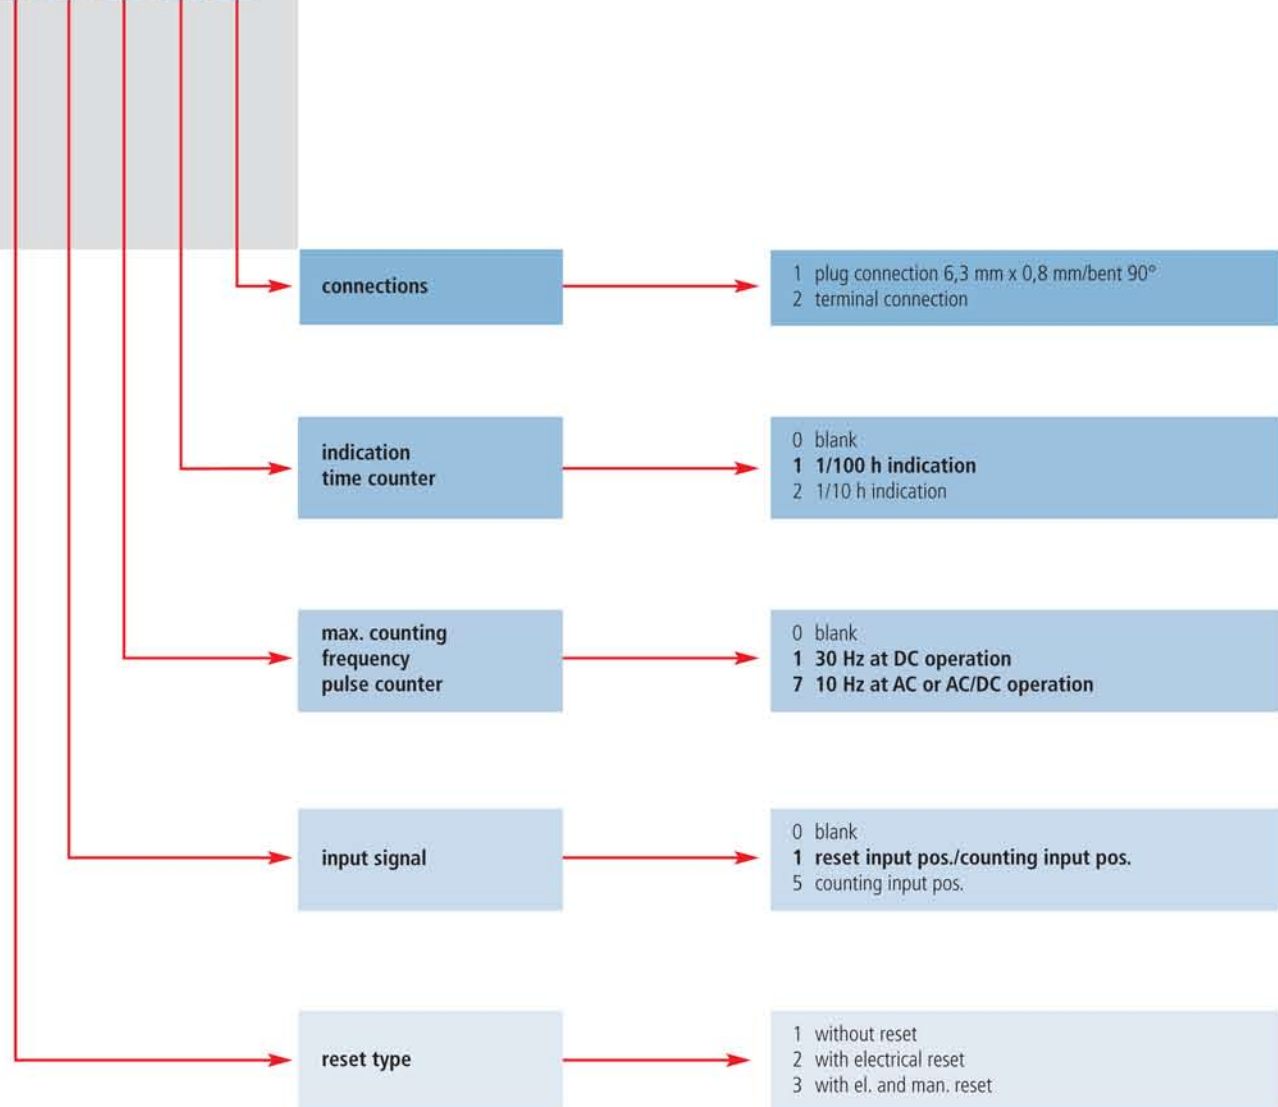 connections
1 plug connection 6,3 mm x 0,8 mm/bent 90°
2 terminal connection
indication
time counter
0 blank
1 1/100 h indication
2 1/10 h indication
max. counting
frequency
pulse counter
0 blank
1 30 Hz at DC operation
7 10 Hz at AC or AC/DC operation
input signal
0 blank
1 reset input pos./counting input pos.
5 counting input pos.
reset type
1 without reset
2 with electrical reset
3 with el. and man. reset